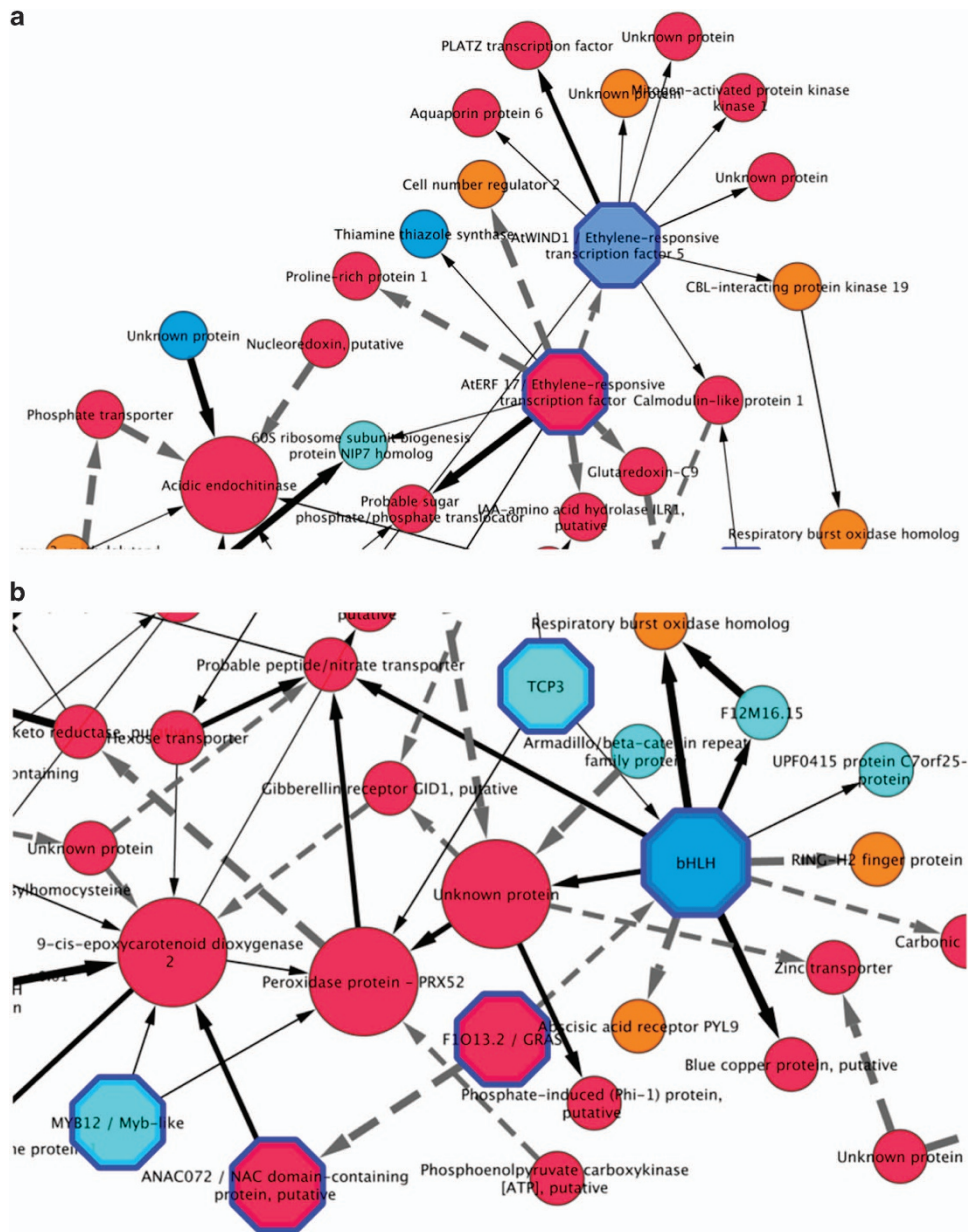 a
PLATZ transcription factor
Unknown protein
Unknown protein
Mitogen-activated protein kinase
kinase 1
Aquaporin protein 6
Cell number regulator 2
Unknown protein
Thiamine thiazole synthase
AtWIND1 / Ethylene-responsive
transcription factor 5
Proline-rich protein 1
CBL-interacting protein kinase 19
Unknown protein
Nucleoredoxin, putative
AtERF 17/ Ethylene-responsive
transcription factor
Calmodulin-like protein 1
Phosphate transporter
60S ribosome subunit biogenesis
protein NIP7 homolog
Acidic endochitinase
Glutaredoxin-C9
Probable sugar
phosphate/phosphate translocator
IAA-amino acid hydrolase ILR1,
putative
Respiratory burst oxidase homolog
b
putative
Respiratory burst oxidase homolog
Probable peptide/nitrate transporter
TCP3
F12M16.15
keto reductase, putative
Hexose transporter
Armadillo/beta-catenin repeat
family protein
UPF0415 protein C7orf25-
protein
containing
Gibberellin receptor GID1, putative
Unknown protein
bHLH
RING-H2 finger protein
sylhomocysteine
Unknown protein
9-cis-epoxycarotenoid dioxygenase
2
Carbonic
Zinc transporter
Peroxidase protein - PRX52
F1O13.2 / GRAS
Abscisic acid receptor PYL9
Blue copper protein, putative
Phosphate-induced (Phi-1) protein,
putative
MYB12 / Myb-like
ne protein
Unknown protein
ANAC072 / NAC domain-containing
protein, putative
Phosphoenolpyruvate carboxykinase
[ATP], putative